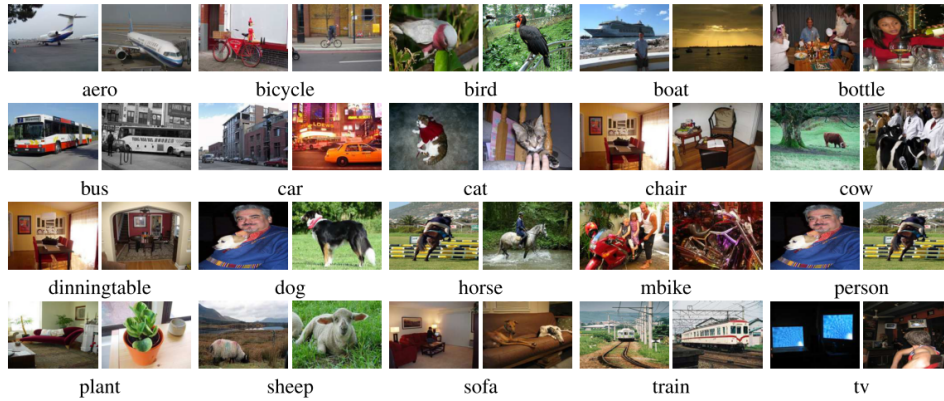 aero bicycle bird boat bottle
bus car cat chair cow
dinningtable dog horse mbike person
plant sheep sofa train tv